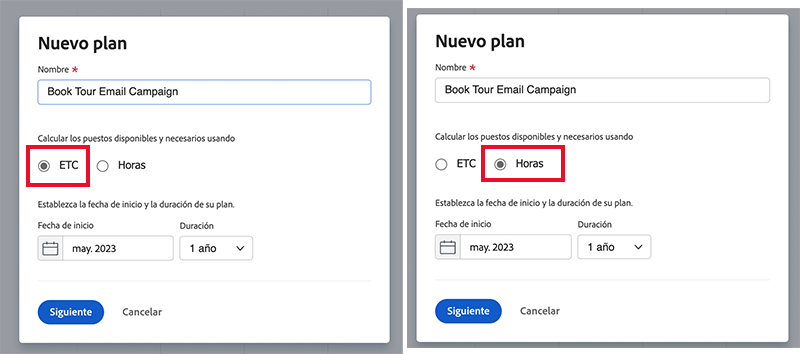 Nuevo plan
Nombre *
Book Tour Email Campaign
Calcular los puestos disponibles y necesarios usando
ETC Horas
Establezca la fecha de inicio y la duración de su plan.
Fecha de inicio Duración
may. 2023 1 año
Siguiente Cancelar
Nuevo plan
Nombre *
Book Tour Email Campaign
Calcular los puestos disponibles y necesarios usando
ETC Horas
Establezca la fecha de inicio y la duración de su plan.
Fecha de inicio Duración
may. 2023 1 año
Siguiente Cancelar